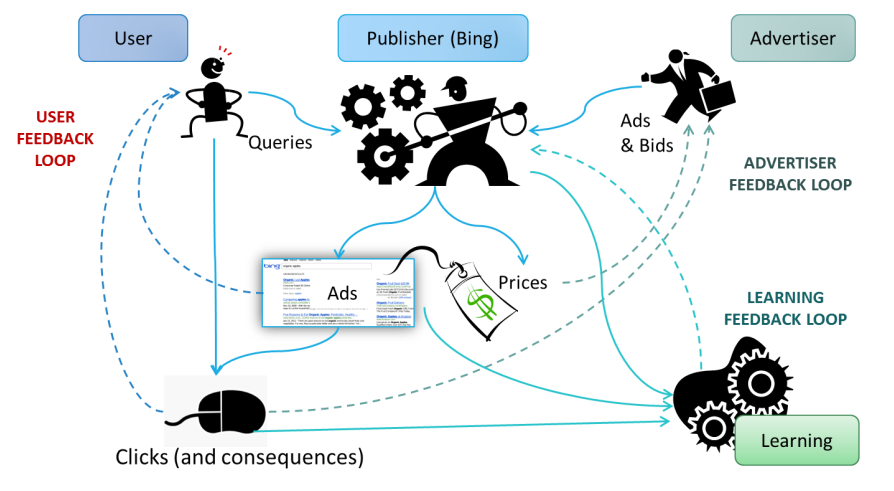 User
Publisher (Bing)
Advertiser
USER
FEEDBACK
LOOP
Queries
Ads
& Bids
ADVERTISER
FEEDBACK LOOP
bing
Ads
Prices
$
LEARNING
FEEDBACK LOOP
Learning
Clicks (and consequences)